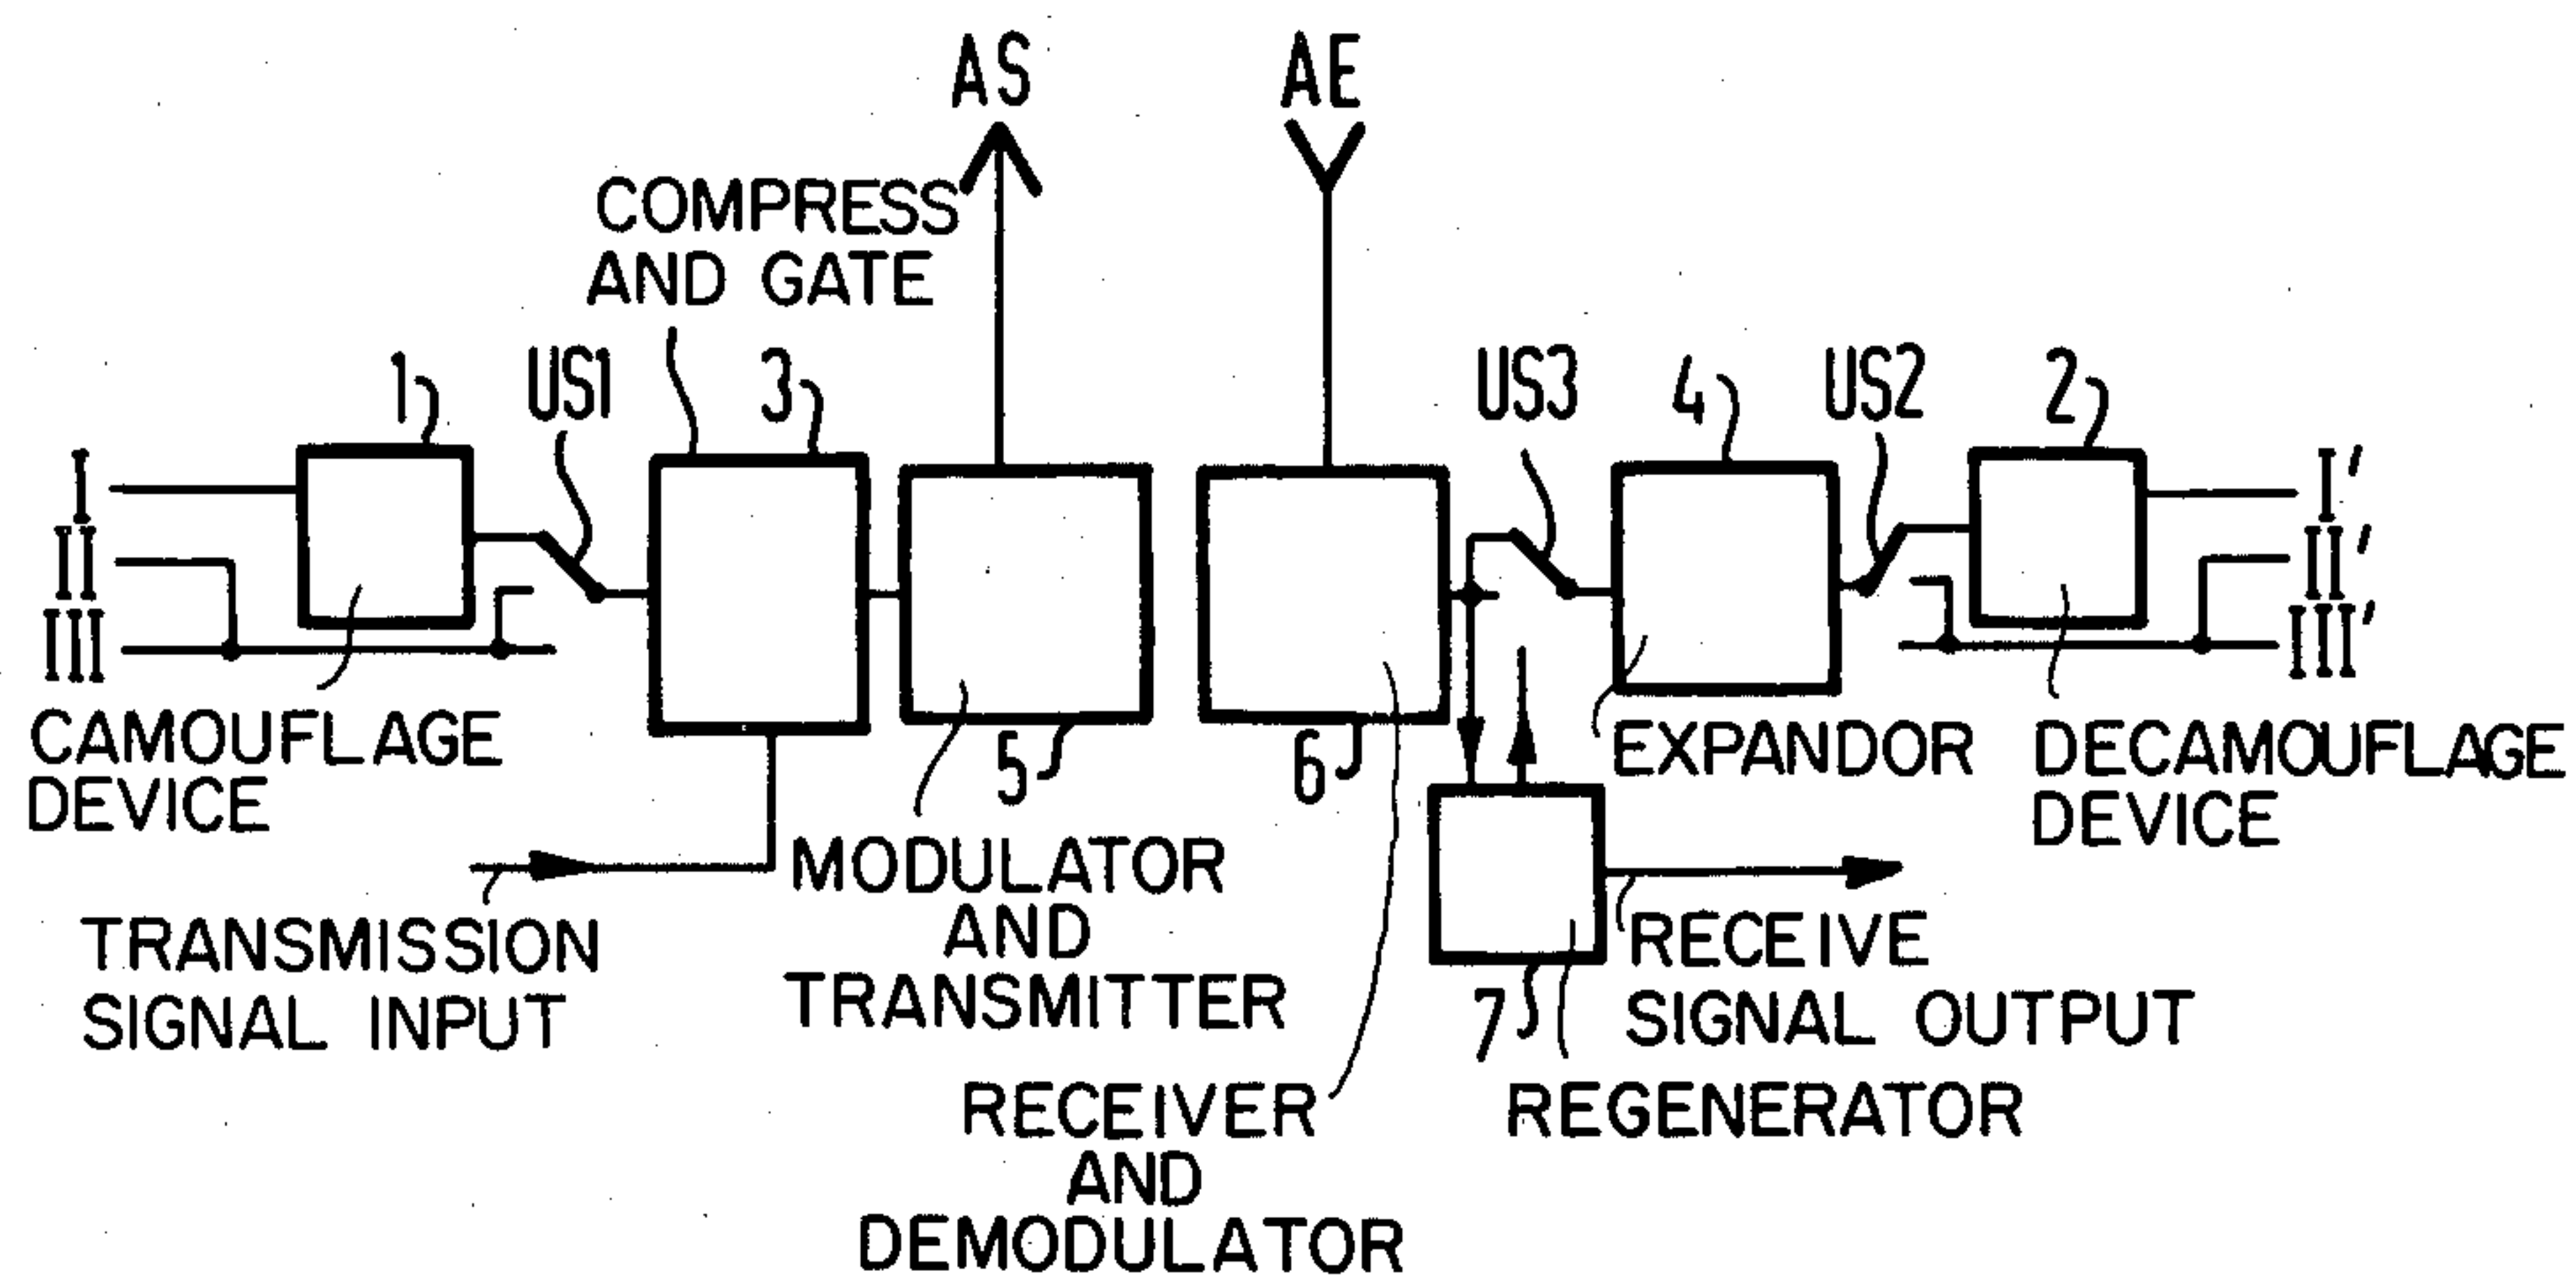 AS
AE
COMPRESS
AND GATE
1
US1
3
US3
4
US2
2
I
I'
II
II'
III
III'
CAMOUFLAGE
DEVICE
5
6
EXPANDOR
DECAMOUFLAGE
DEVICE
MODULATOR
AND
TRANSMITTER
TRANSMISSION
SIGNAL INPUT
RECEIVE
SIGNAL OUTPUT
7
RECEIVER
AND
DEMODULATOR
REGENERATOR